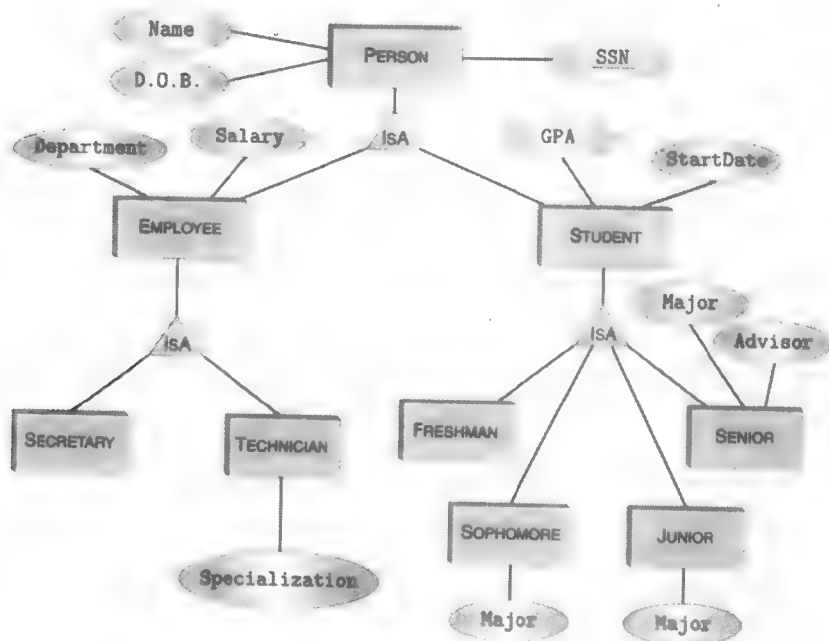 Name
PERSON
SSN
D.O.B.
IsA
GPA
Department
Salary
StartDate
EMPLOYEE
STUDENT
Major
IsA
IsA
Advisor
SECRETARY
TECHNICIAN
FRESHMAN
SENIOR
SOPHOMORE
JUNIOR
Specialization
Major
Major